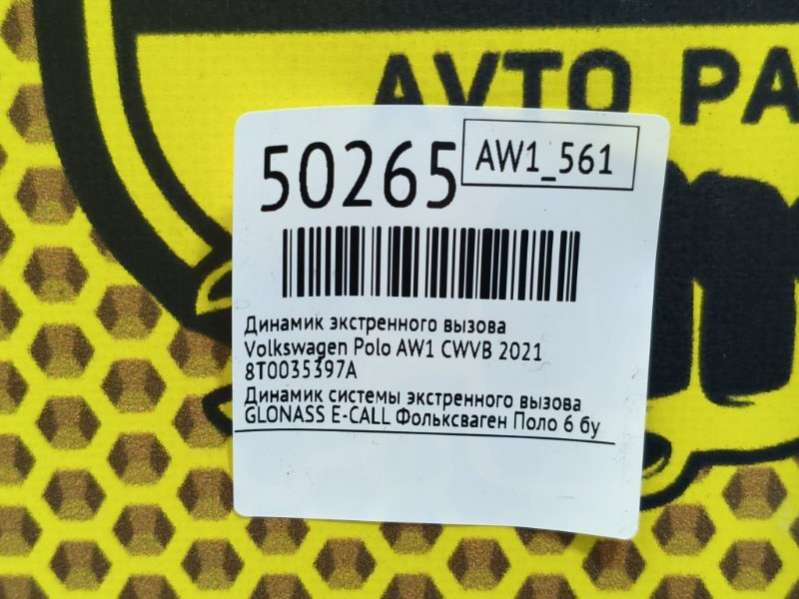 AVTO PA
50265
AW1_561
Динамик экстренного вызова
Volkswagen Polo AW1 CWVB 2021
8T0035397A
Динамик системы экстренного вызова
GLONASS E-CALL Фольксваген Поло 6 бу